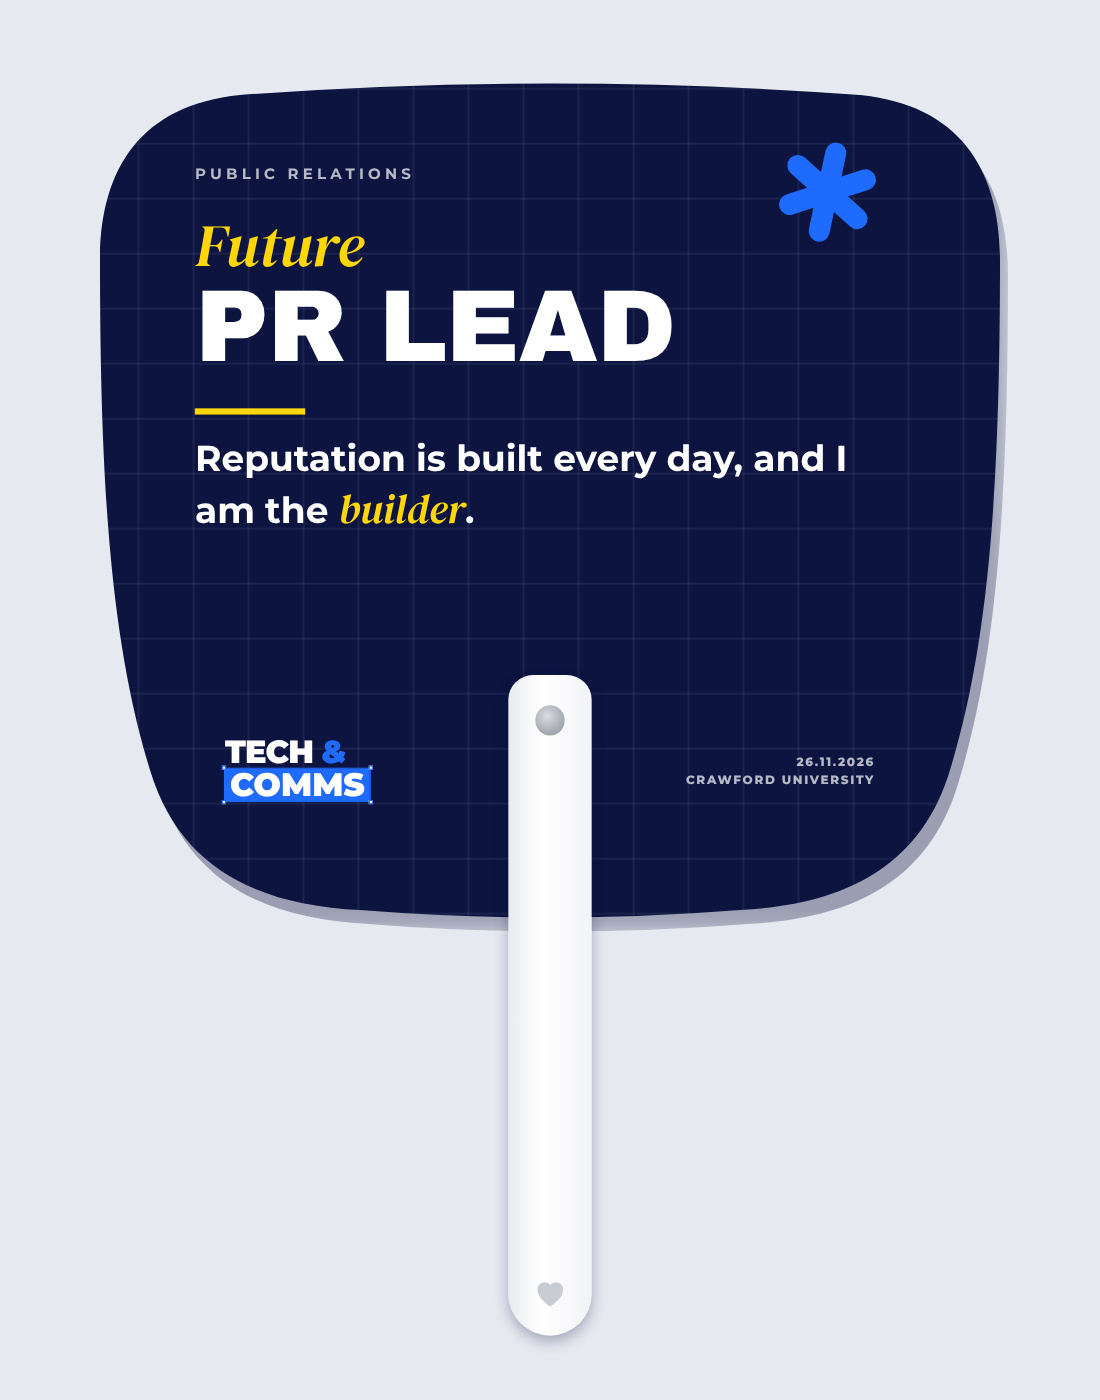 PUBLIC RELATIONS
Future
PR LEAD
Reputation is built every day, and I
am the builder.
TECH &
COMMS
26.11.2026
CRAWFORD UNIVERSITY